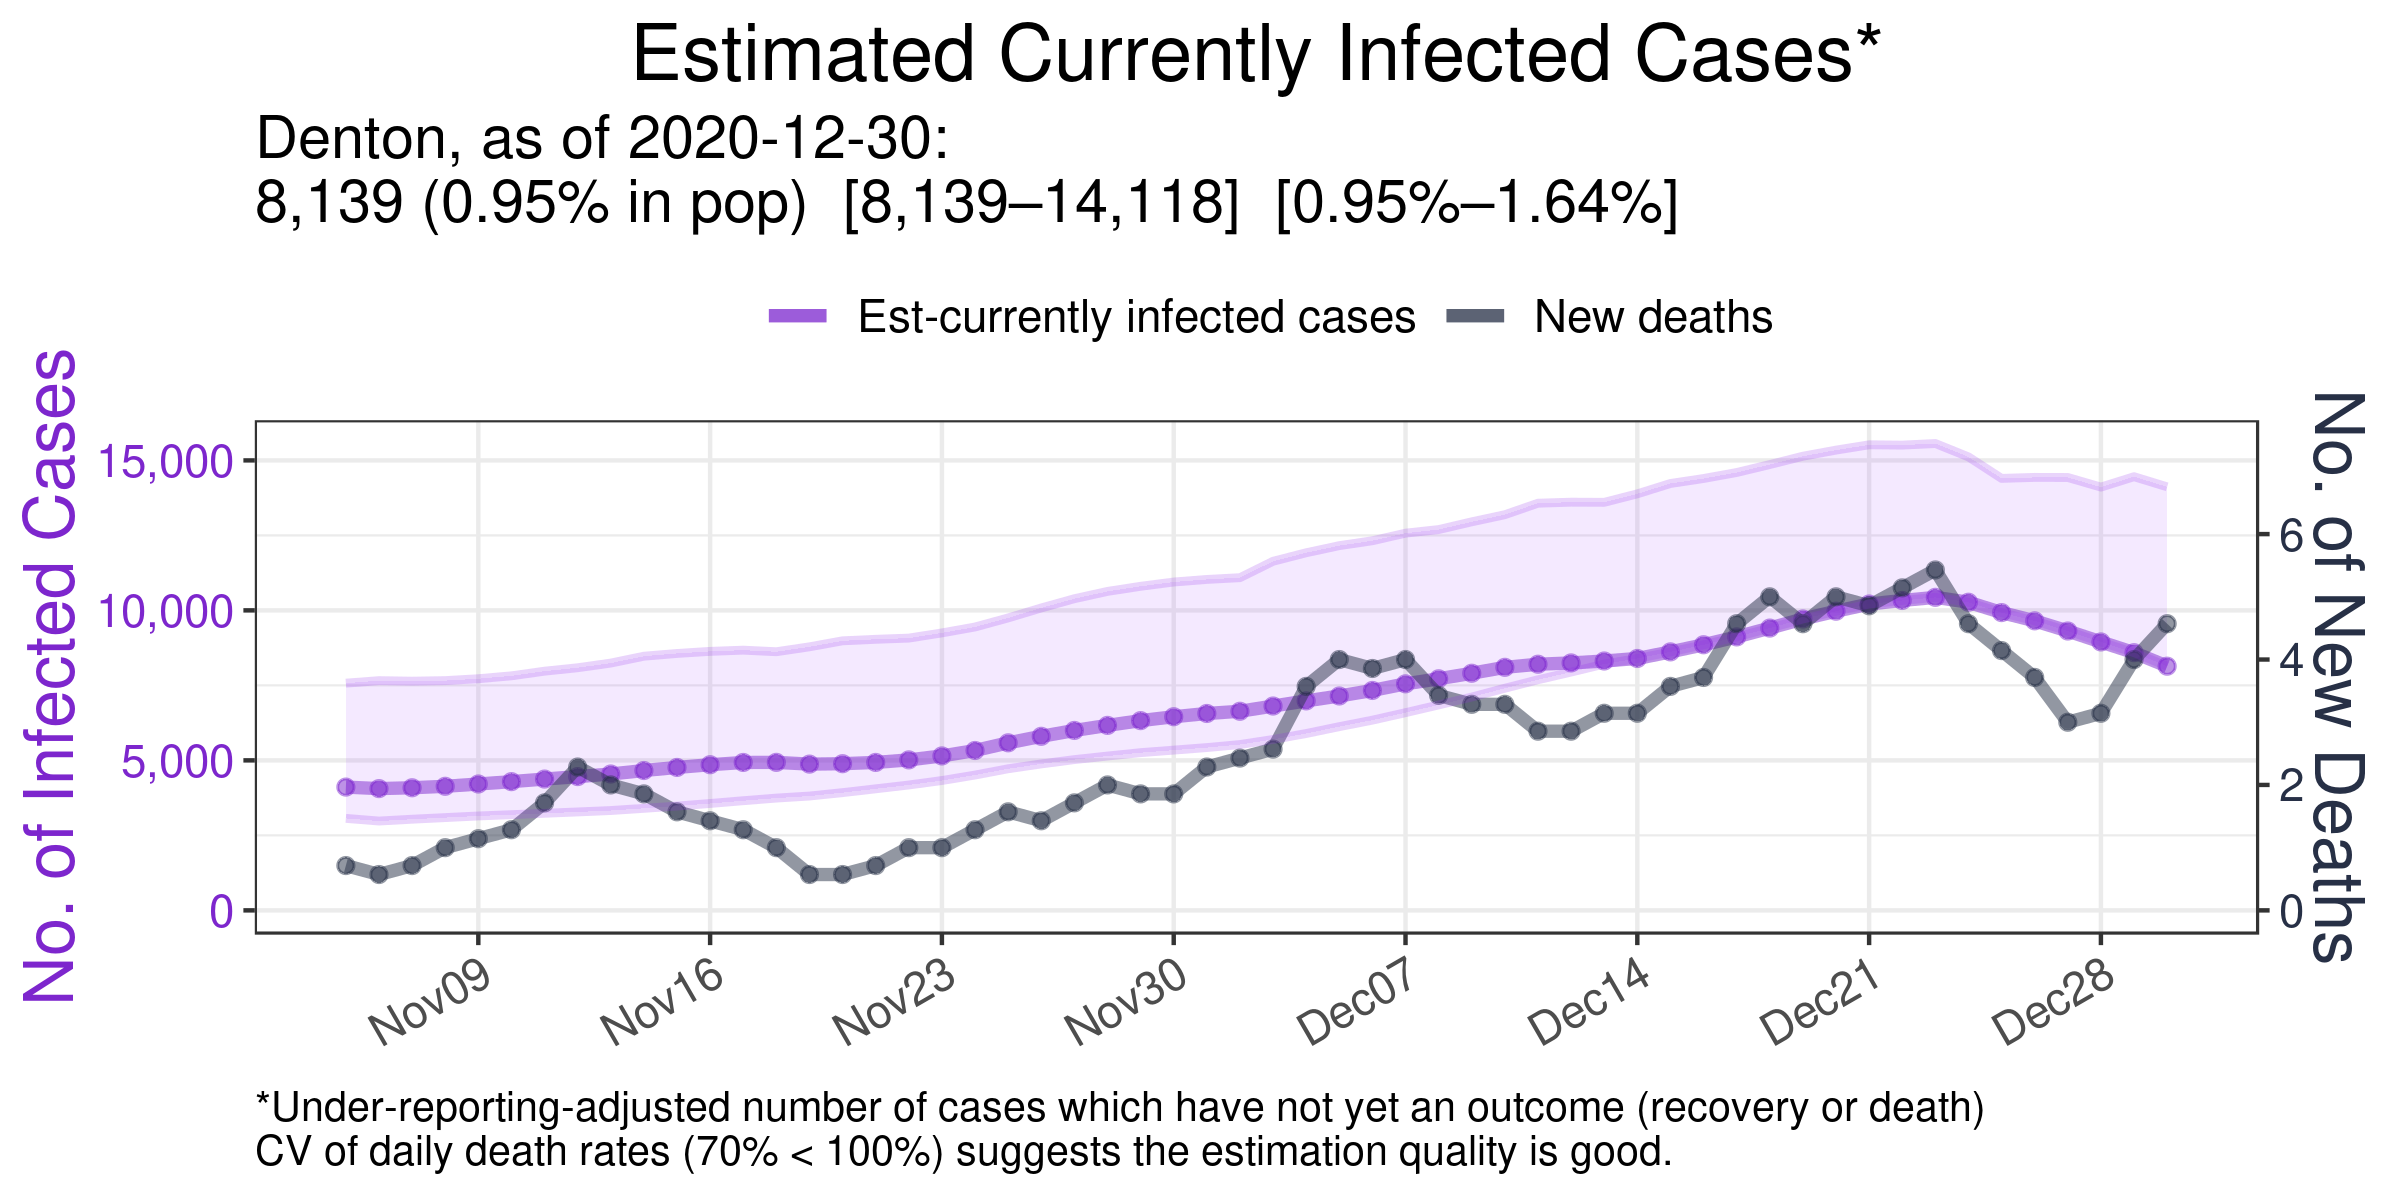 Estimated Currently Infected Cases*
Denton, as of 2020-12-30:
8,139 (0.95% in pop) [8,139–14,118] [0.95%–1.64%]
Est-currently infected cases
New deaths
No. of Infected Cases
15,000
10,000
5,000
0
No. of New Deaths
6
4
2
0
Nov09
Nov16
Nov23
Nov30
Dec07
Dec14
Dec21
Dec28
*Under-reporting-adjusted number of cases which have not yet an outcome (recovery or death)
CV of daily death rates (70% < 100%) suggests the estimation quality is good.